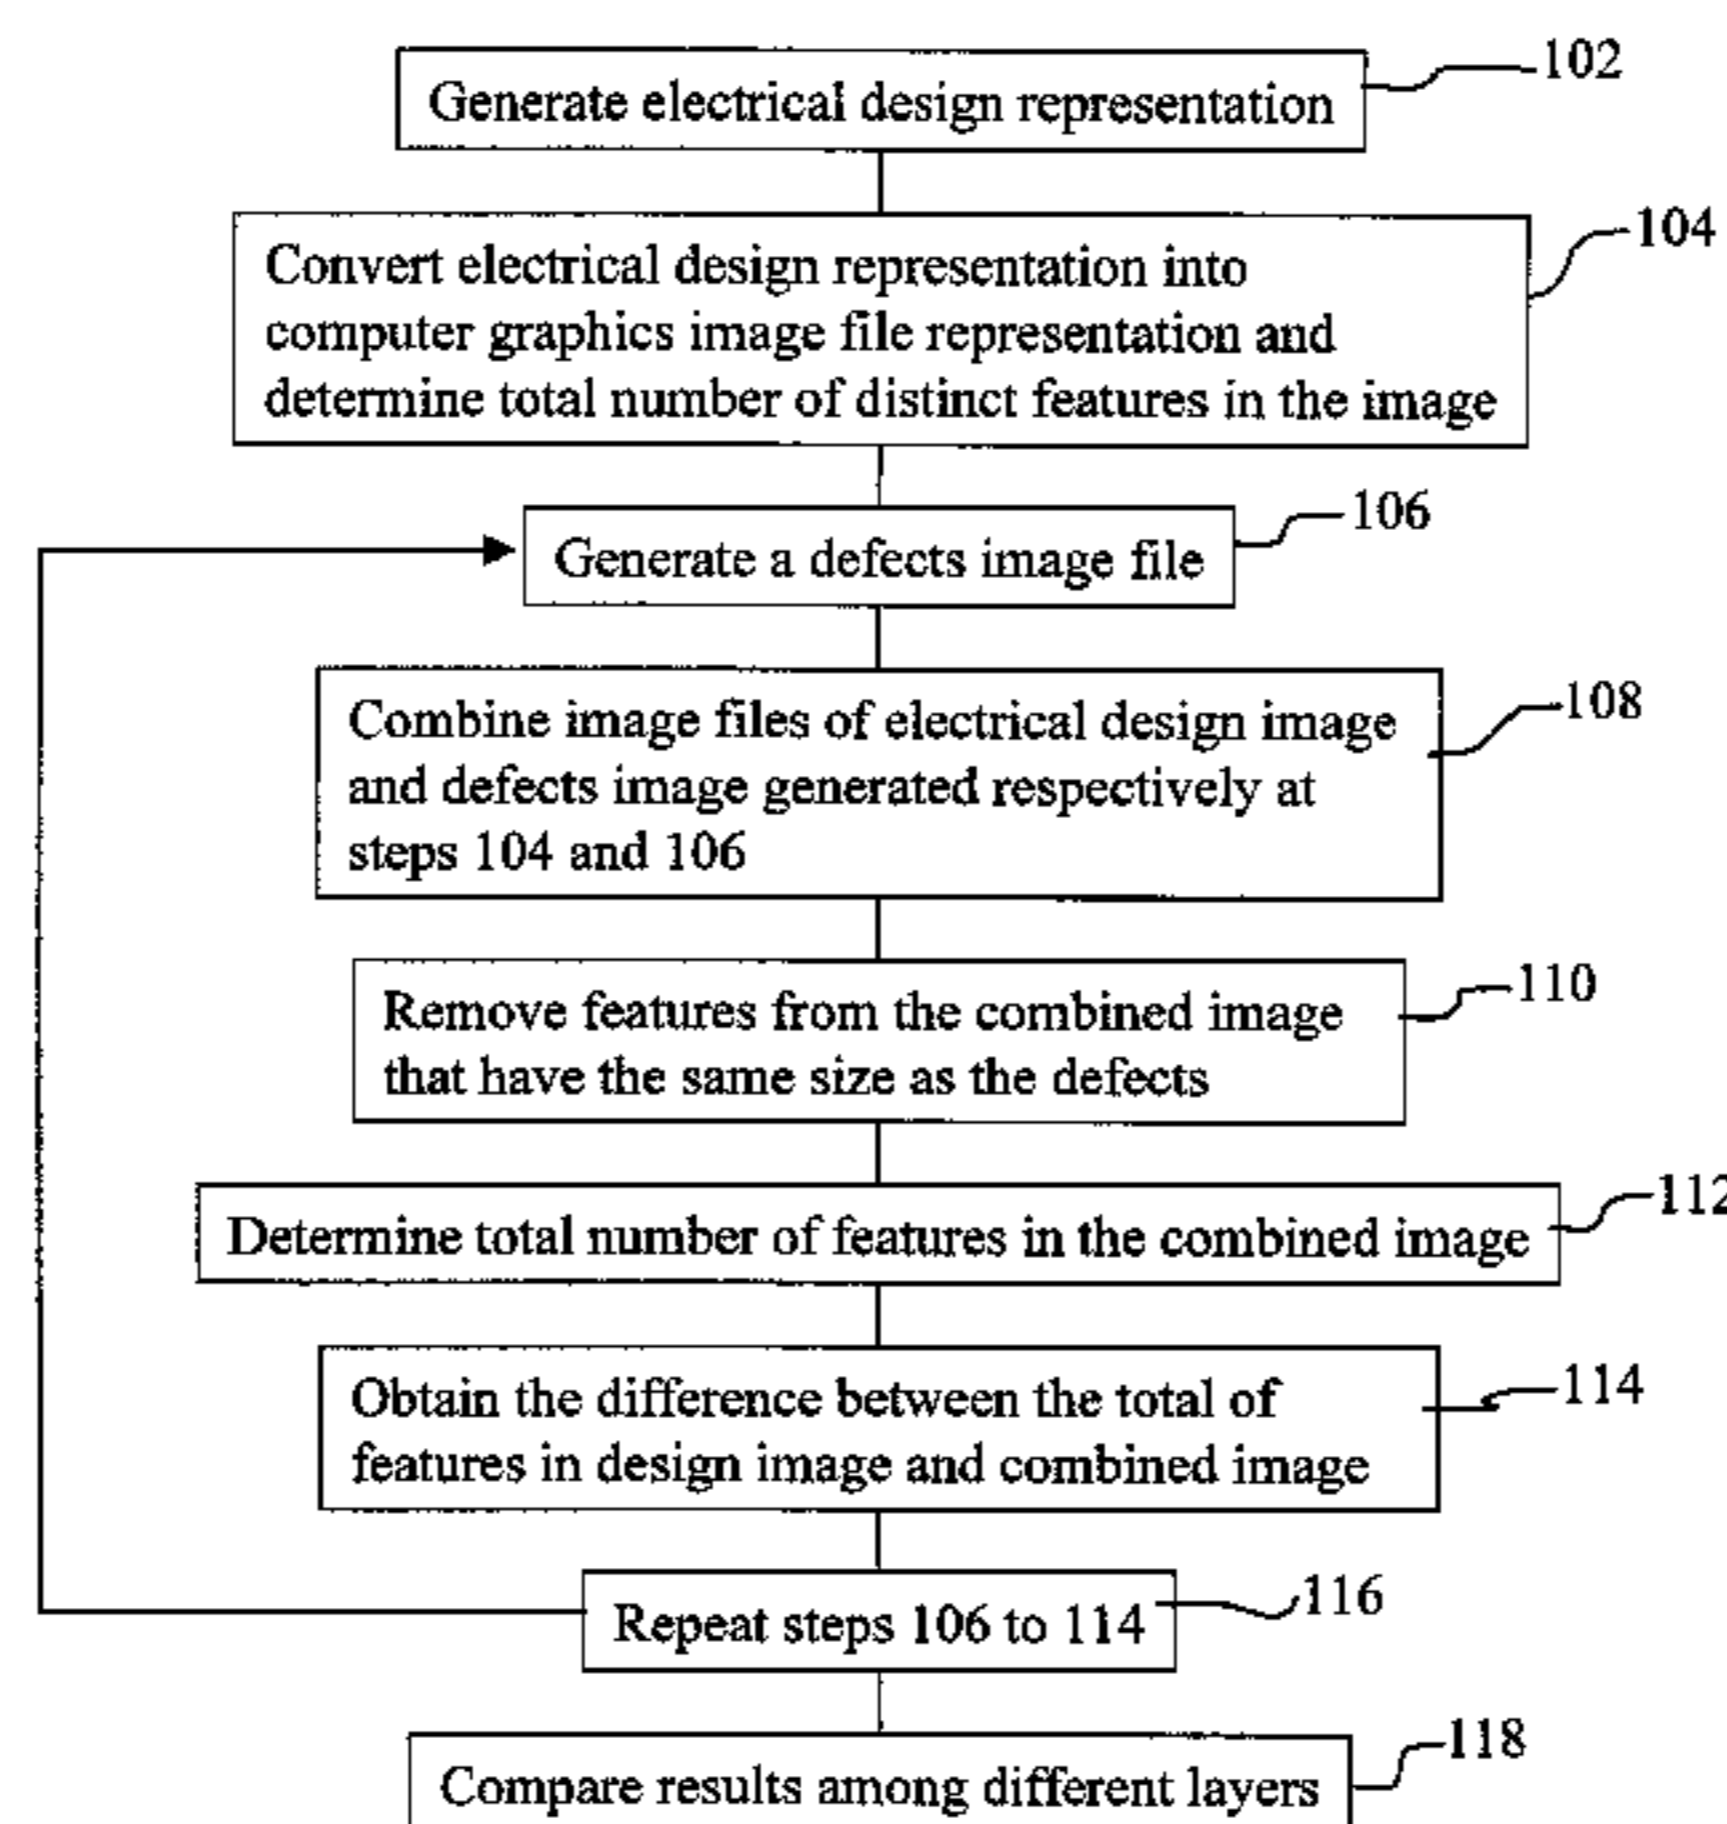 102
Generate electrical design representation
104
Convert electrical design representation into
computer graphics image file representation and
determine total number of distinct features in the image
106
Generate a defects image file
108
Combine image files of electrical design image
and defects image generated respectively at
steps 104 and 106
110
Remove features from the combined image
that have the same size as the defects
112
Determine total number of features in the combined image
114
Obtain the difference between the total of
features in design image and combined image
116
Repeat steps 106 to 114
118
Compare results among different layers